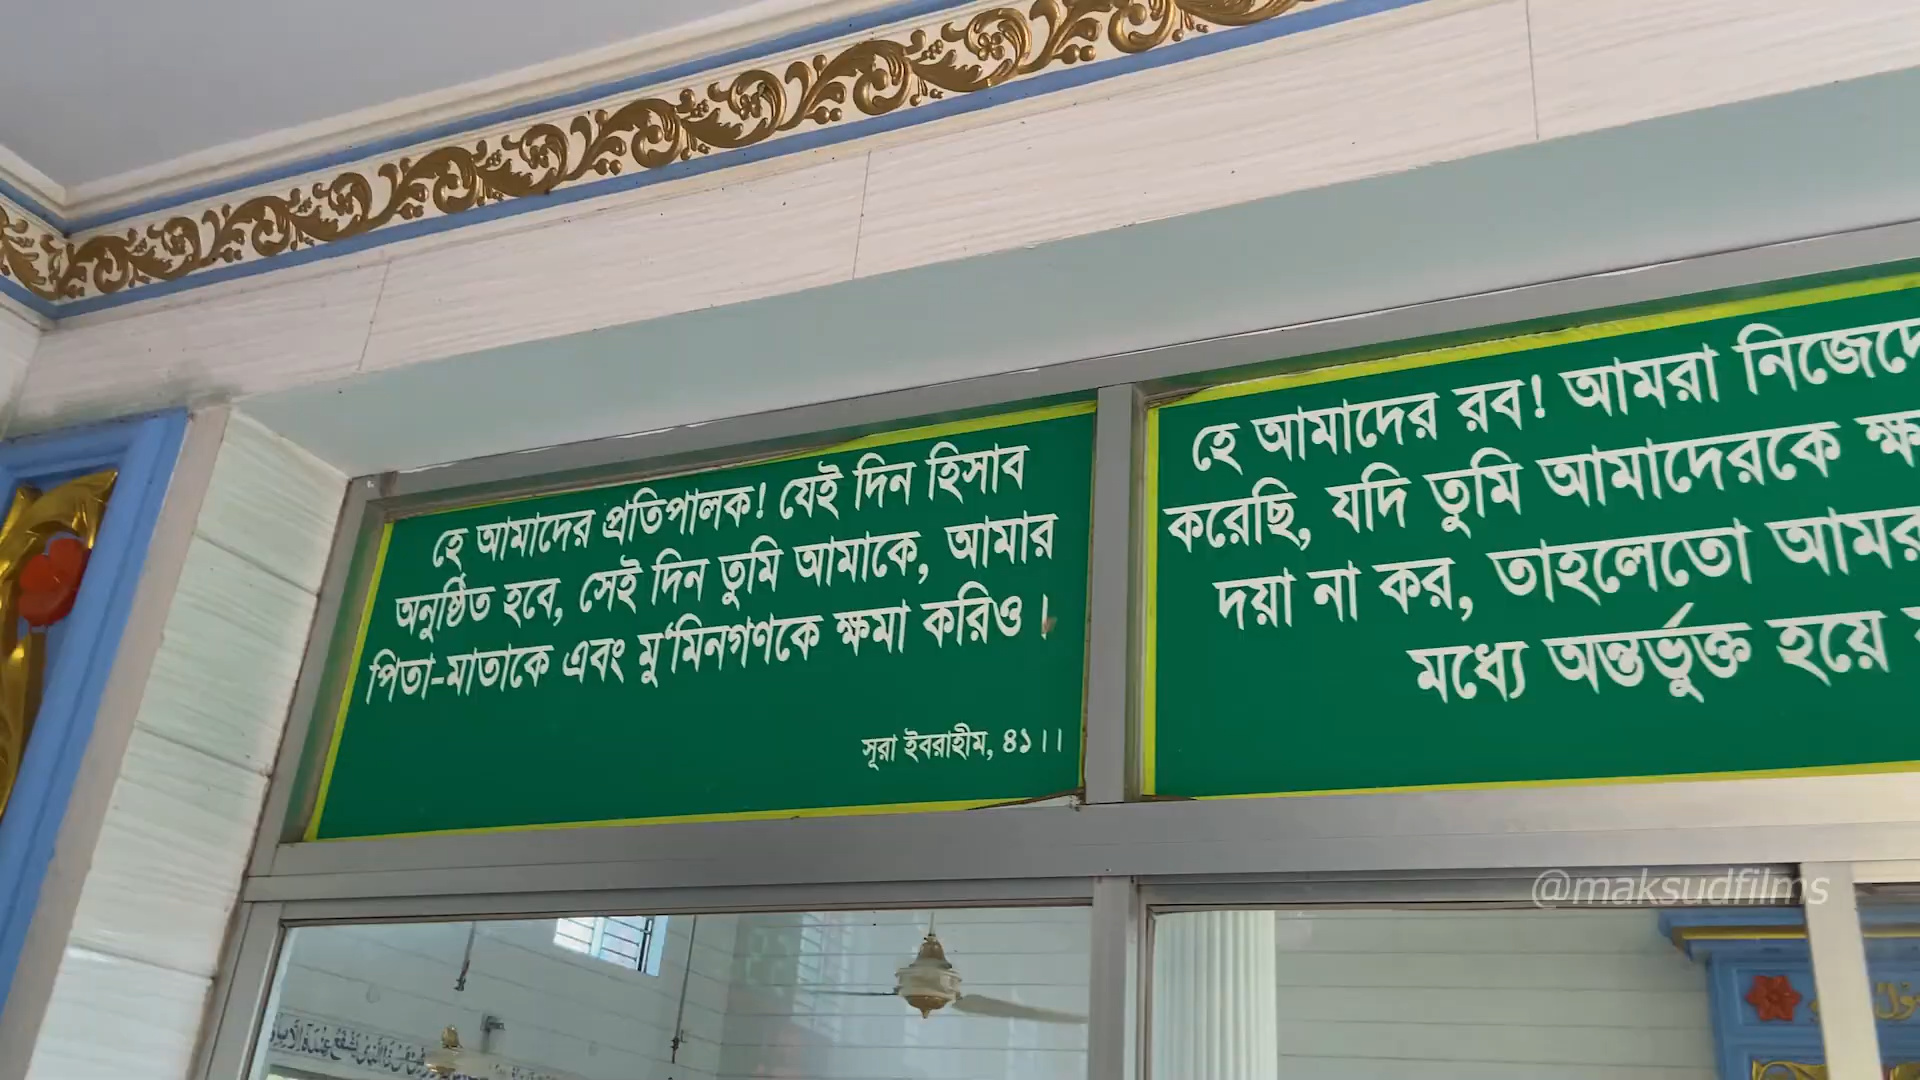 হে আমাদের প্রতিপালক! যেই দিন হিসাব
অনুষ্ঠিত হবে, সেই দিন তুমি আমাকে, আমার
পিতা-মাতাকে এবং মু‘মিনগণকে ক্ষমা করিও।
সূরা ইবরাহীম, ৪১।।
হে আমাদের রব! আমরা
করেছি, যদি তুমি আমাদেরকে
দয়া না কর, তাহলেতো
মধ্যে অন্তর্ভুক্ত হয়ে
@maksudfilms